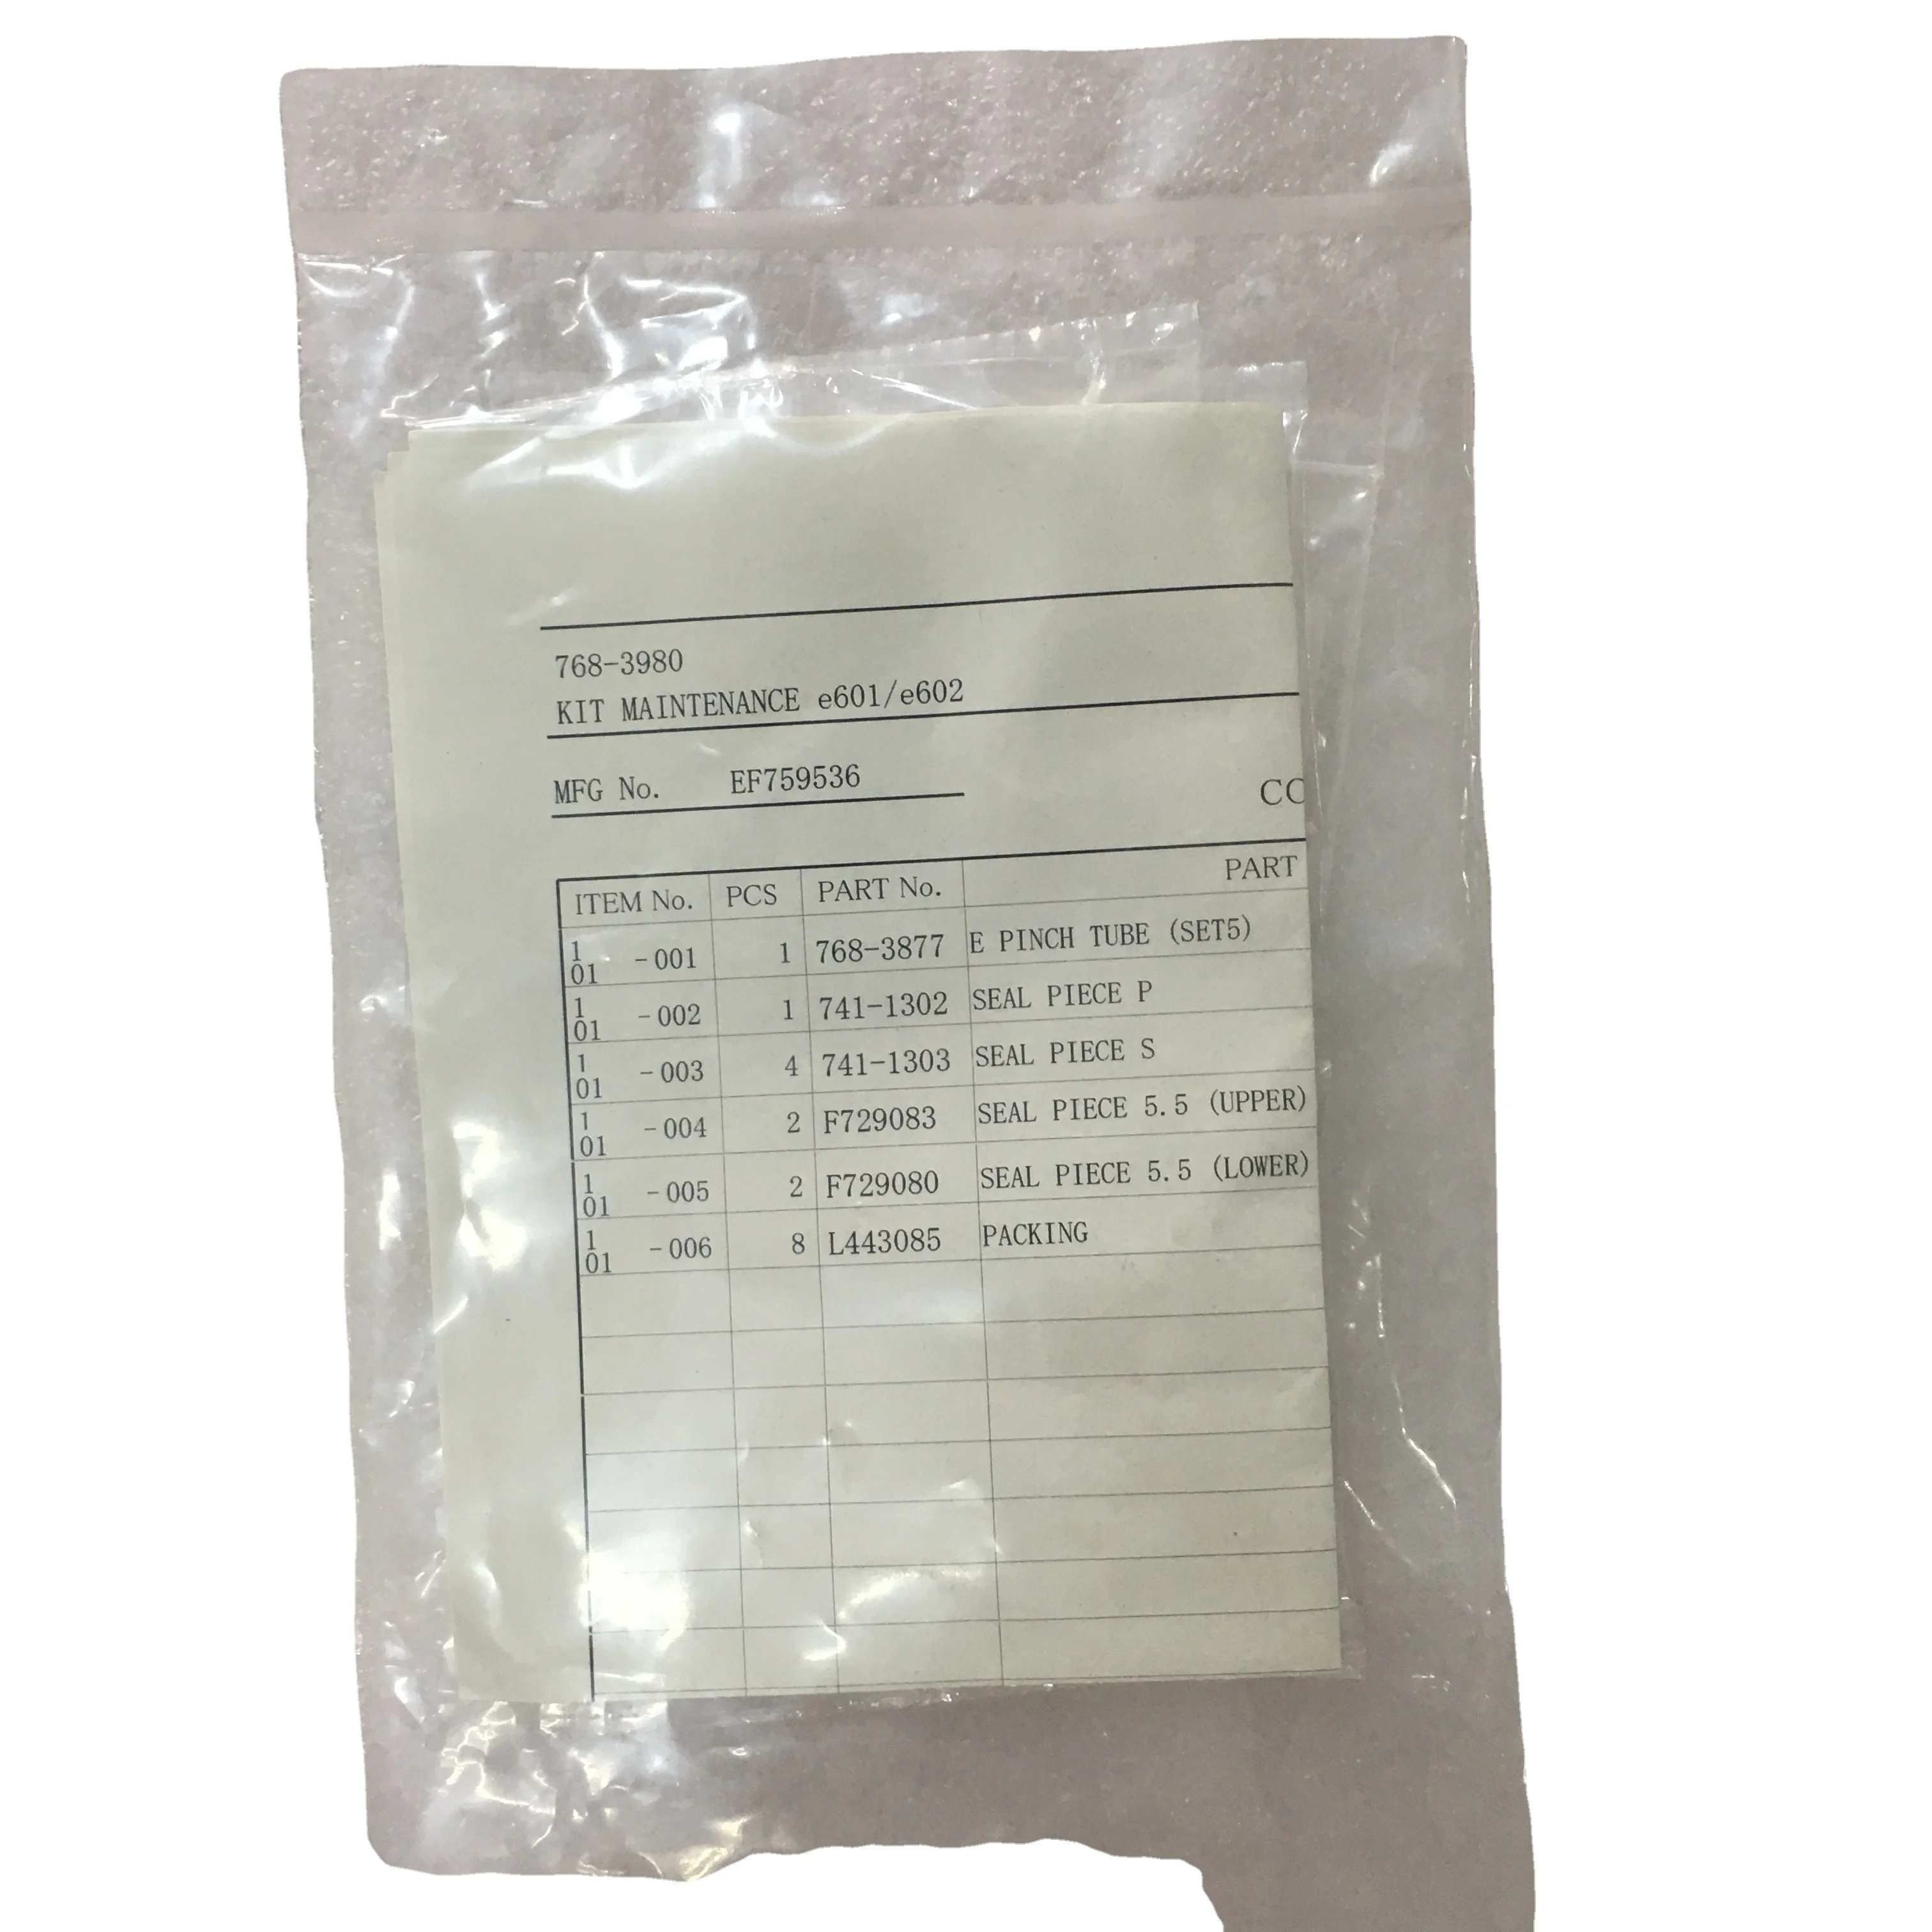 768-3980
KIT MAINTENANCE e601/e602
MFG No. EF759536
CC
ITEM No. PCS PART No. PART
1 01 -001 1 768-3877 E PINCH TUBE (SET5)
1 01 -002 1 741-1302 SEAL PIECE P
1 01 -003 4 741-1303 SEAL PIECE S
1 01 -004 2 F729083 SEAL PIECE 5.5 (UPPER)
1 01 -005 2 F729080 SEAL PIECE 5.5 (LOWER)
1 01 -006 8 L443085 PACKING